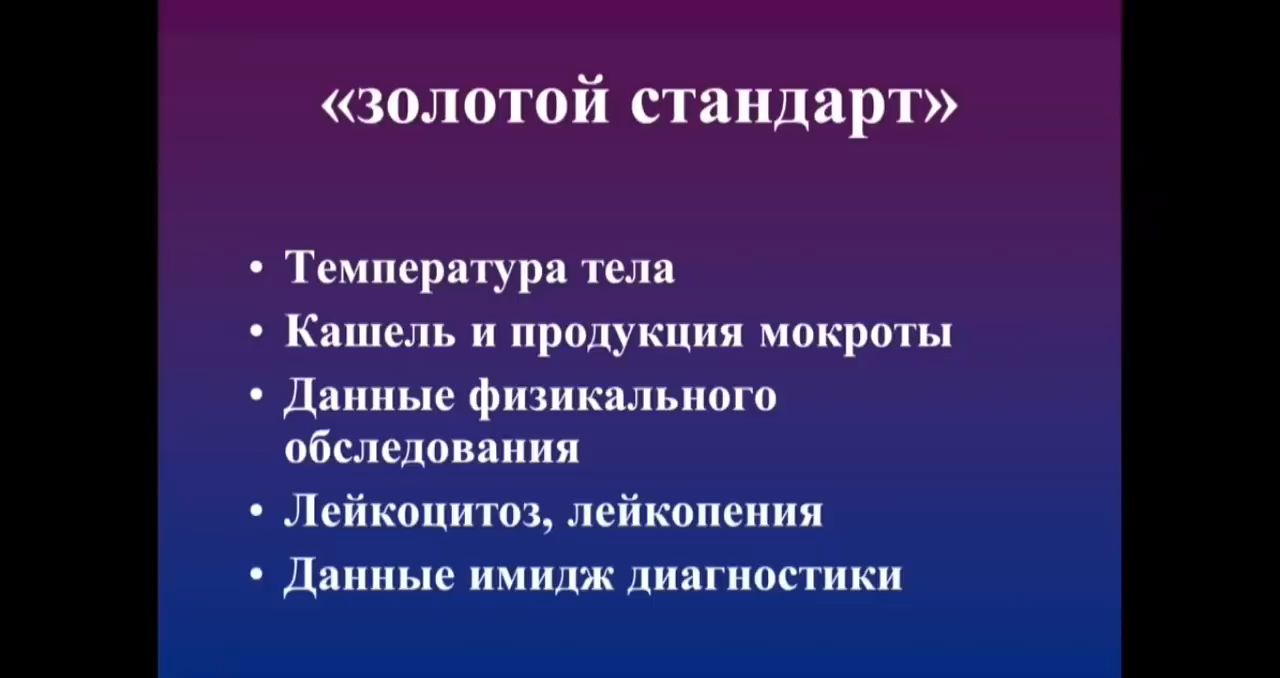 «золотой стандарт»
• Температура тела
• Кашель и продукция мокроты
• Данные физикального
обследования
• Лейкоцитоз, лейкопения
• Данные имидж диагностики